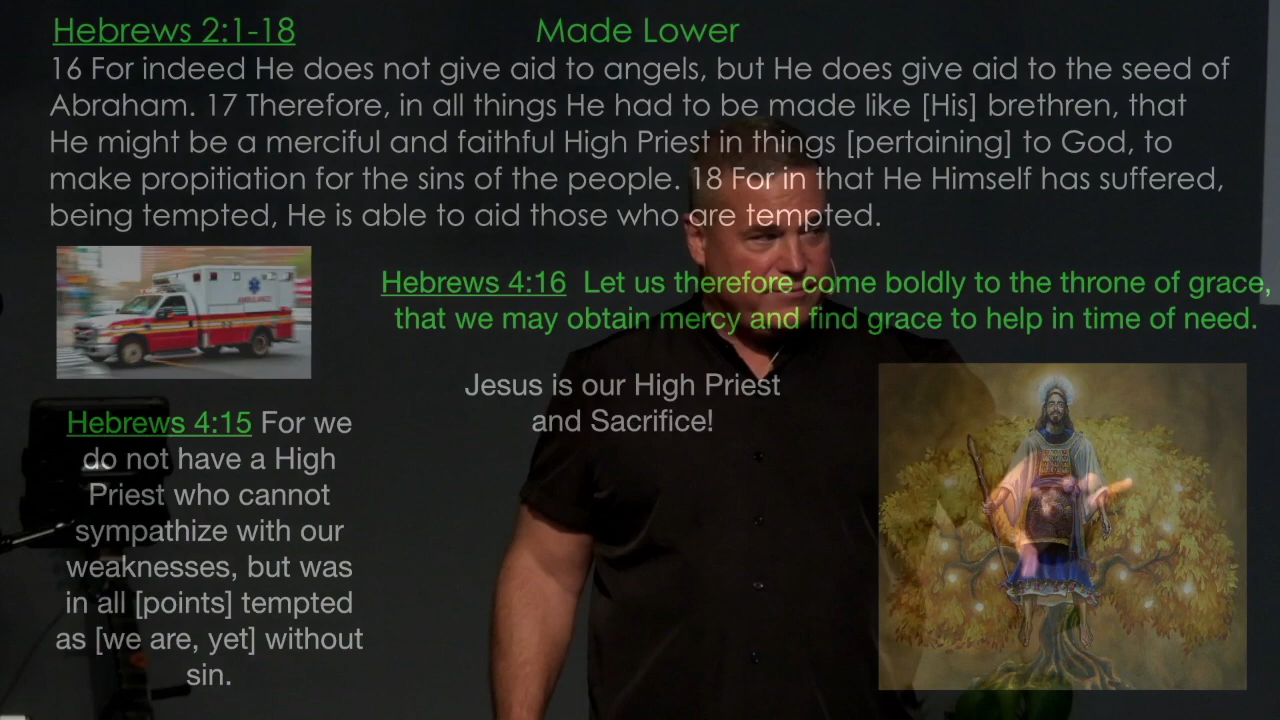 Hebrews 2:1-18
Made Lower
16 For indeed He does not give aid to angels, but He does give aid to the seed of
Abraham. 17 Therefore, in all things He had to be made like [His] brethren, that
He might be a merciful and faithful High Priest in things [pertaining] to God, to
make propitiation for the sins of the people. 18 For in that He Himself has suffered,
being tempted, He is able to aid those who are tempted.
AMBULANCE
Hebrews 4:16 Let us therefore come boldly to the throne of grace,
that we may obtain mercy and find grace to help in time of need.
Jesus is our High Priest
and Sacrifice!
Hebrews 4:15 For we
do not have a High
Priest who cannot
sympathize with our
weaknesses, but was
in all [points] tempted
as [we are, yet] without
sin.